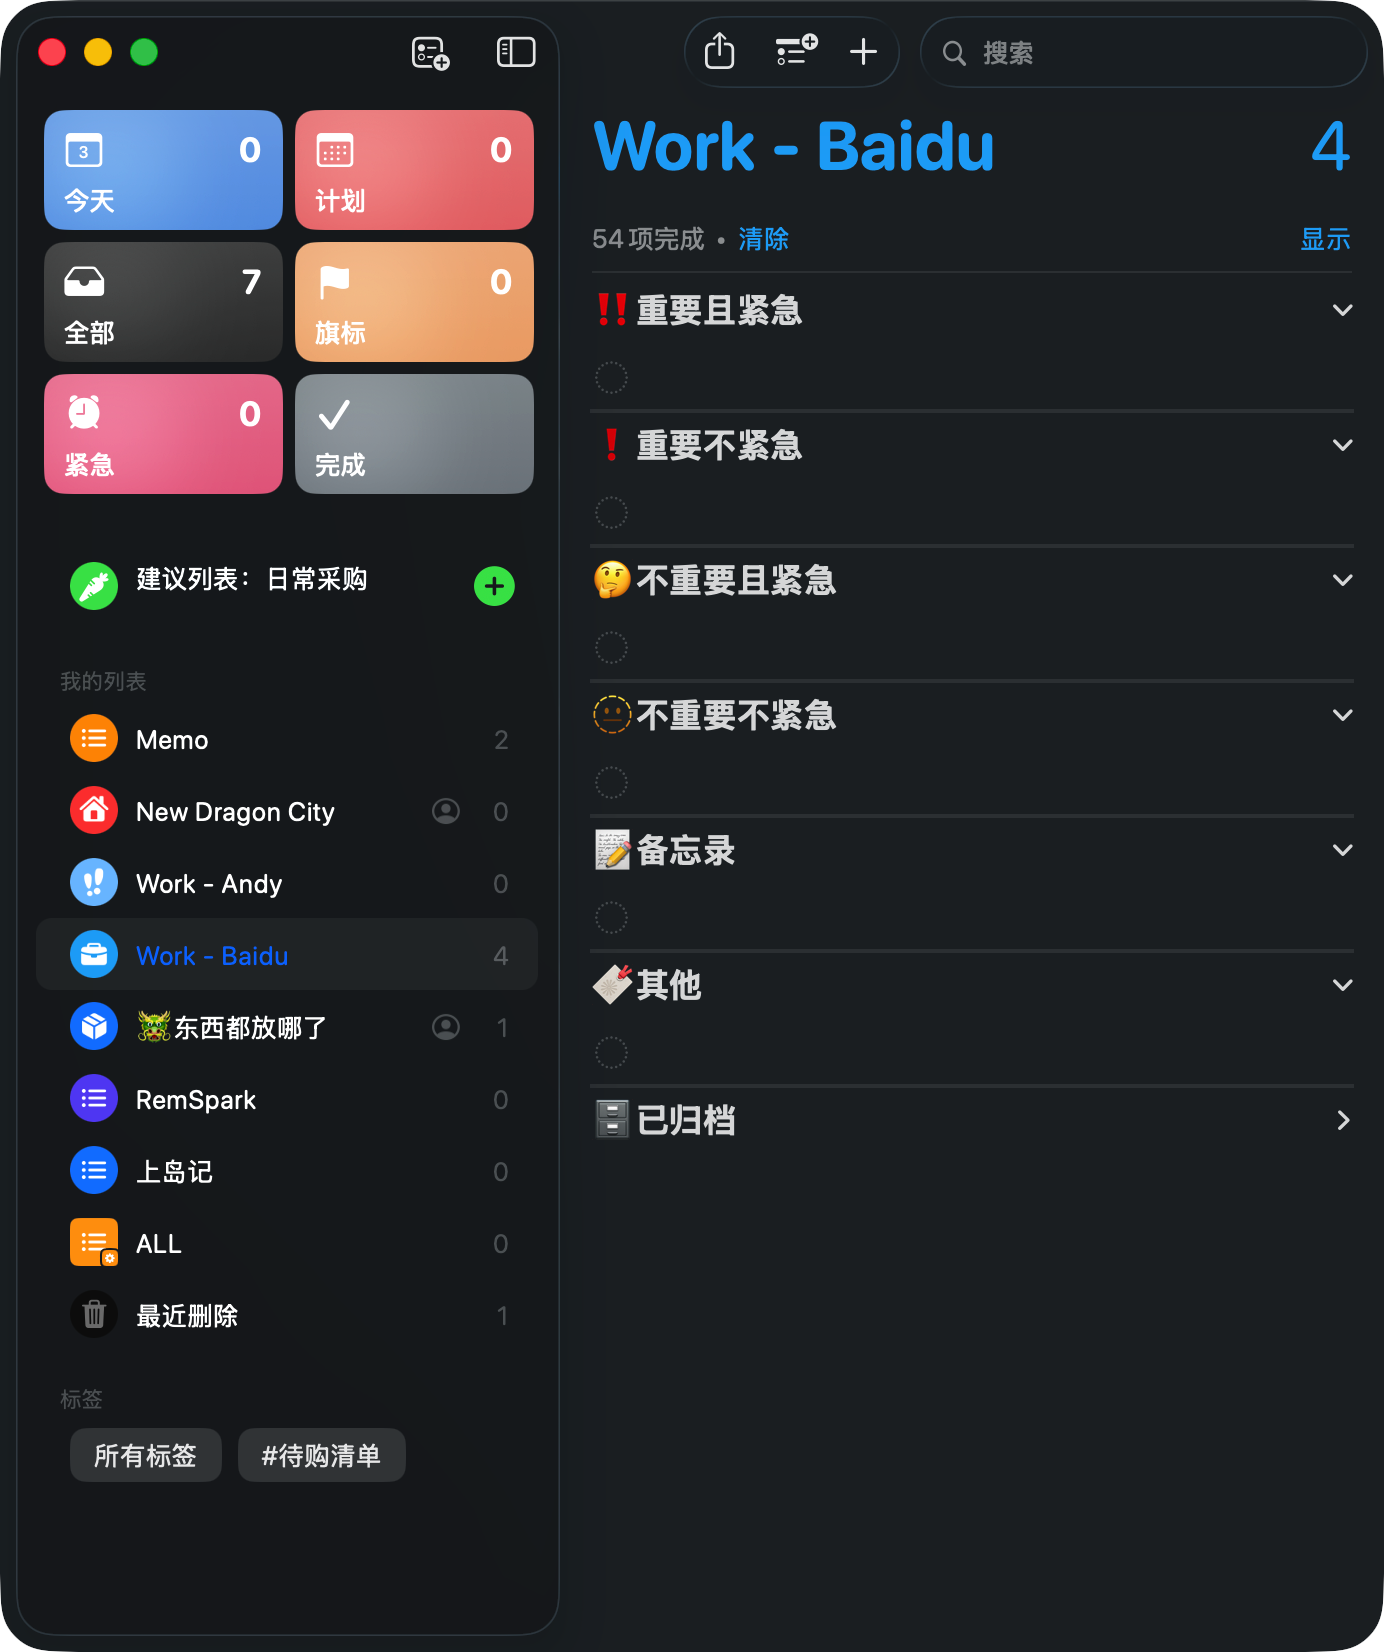 3
0
今天
0
计划
7
全部
0
旗标
0
紧急
完成
建议列表：日常采购
我的列表
Memo 2
New Dragon City 0
Work - Andy 0
Work - Baidu 4
🐲东西都放哪了 1
RemSpark 0
上岛记 0
ALL 0
最近删除 1
标签
所有标签 #待购清单
搜索
Work - Baidu 4
54项完成 • 清除 显示
‼️重要且紧急
❗重要不紧急
🤔不重要且紧急
🫥不重要不紧急
📝备忘录
🏷️其他
🗄️已归档